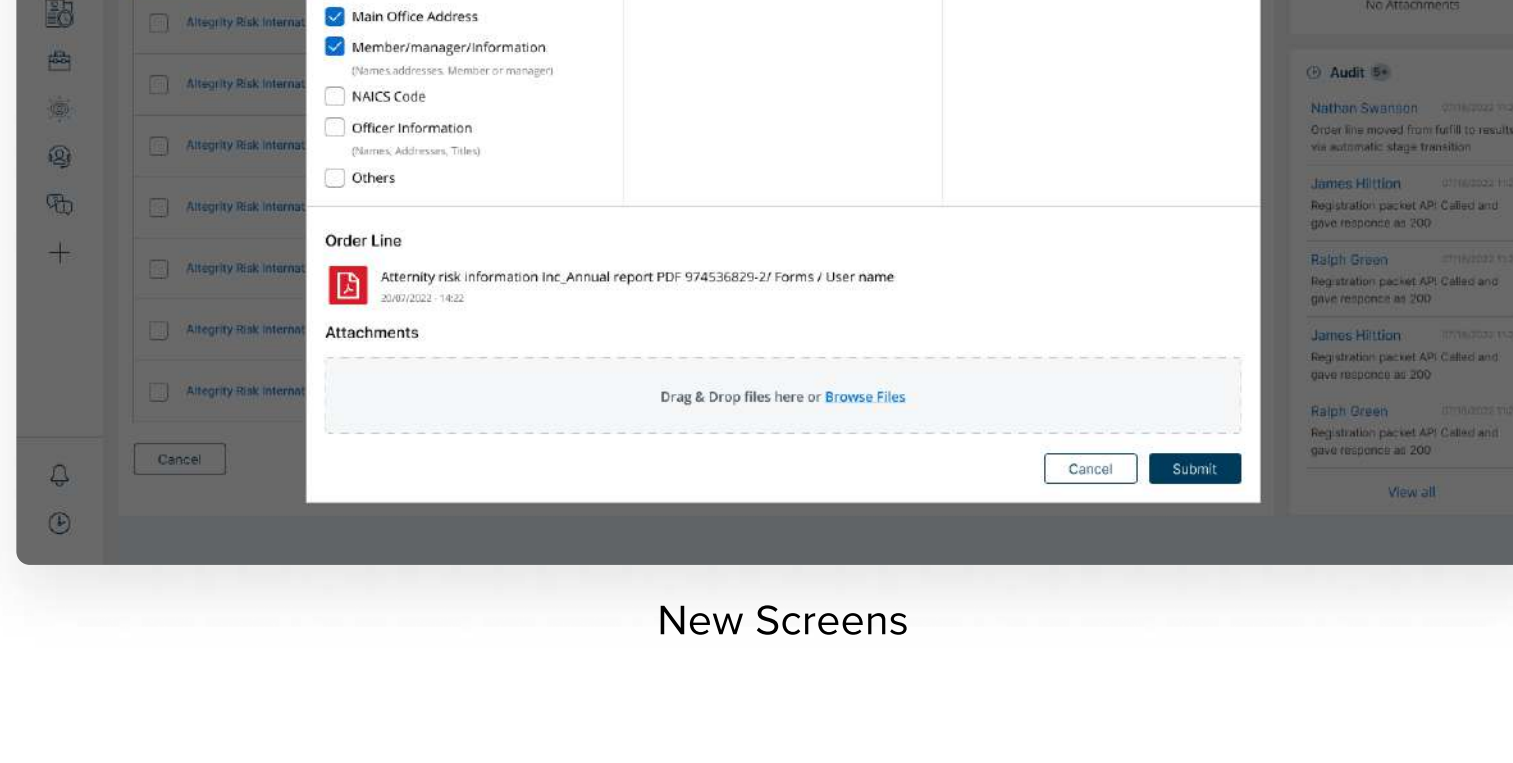 Altegrity Risk Internat
Altegrity Risk Internat
Altegrity Risk Internat
Altegrity Risk Internat
Altegrity Risk Internat
Altegrity Risk Internat
Altegrity Risk Internat
Cancel
Main Office Address
Member/manager/Information
(Names addresses, Member or manager)
NAICS Code
Officer Information
(Names, Addresses, Titles)
Others
Order Line
Atternity risk information Inc_Annual report PDF 974536829-2/ Forms / User name
20/07/2022 - 14:22
Attachments
Drag & Drop files here or Browse Files
Cancel
Submit
No Attachments
Audit 5+
Nathan Swanson
Order line moved from fulfill to results
via automatic stage transition
James Hilttion
Registration packet API Called and
gave responce as 200
Ralph Green
Registration packet API Called and
gave responce as 200
James Hilttion
Registration packet API Called and
gave responce as 200
Ralph Green
Registration packet API Called and
gave responce as 200
View all
New Screens